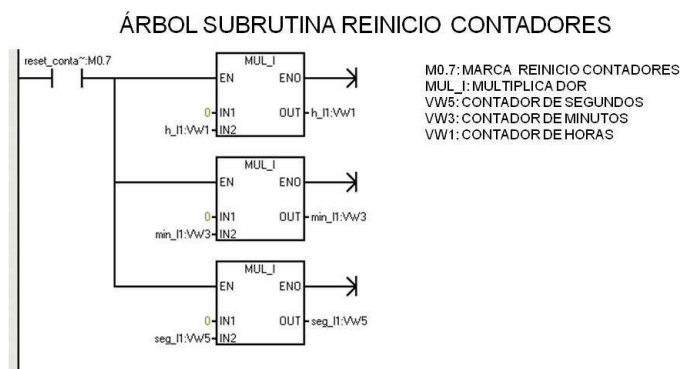 ÁRBOL SUBRUTINA REINICIO CONTADORES
reset_conta~:M0.7
MUL_I
EN ENO
0 IN1 OUT h_l1:VW1
h_l1:VW1 IN2
MUL_I
EN ENO
0 IN1 OUT min_l1:VW3
min_l1:VW3 IN2
MUL_I
EN ENO
0 IN1 OUT seg_l1:VW5
seg_l1:VW5 IN2
M0.7: MARCA REINICIO CONTADORES
MUL_I: MULTIPLICA DOR
VW5: CONTADOR DE SEGUNDOS
VW3: CONTADOR DE MINUTOS
VW1: CONTADOR DE HORAS